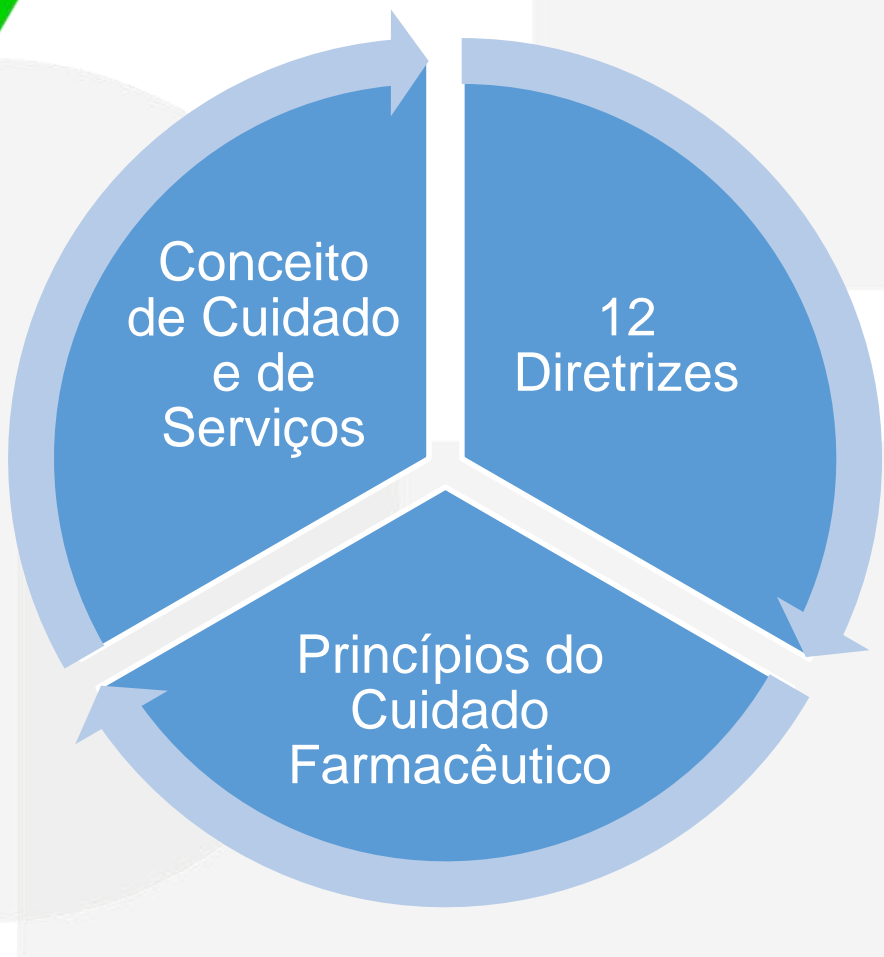 Conceito
de Cuidado
e de
Serviços
12
Diretrizes
Princípios do
Cuidado
Farmacêutico